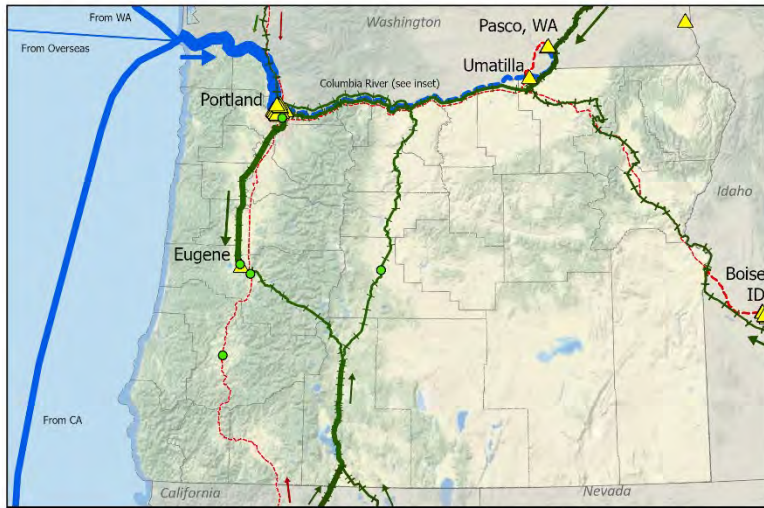 From WA
From Overseas
Washington
Pasco, WA
Umatilla
Columbia River (see inset)
Portland
Idaho
Eugene
Boise
ID
From CA
California
Nevada